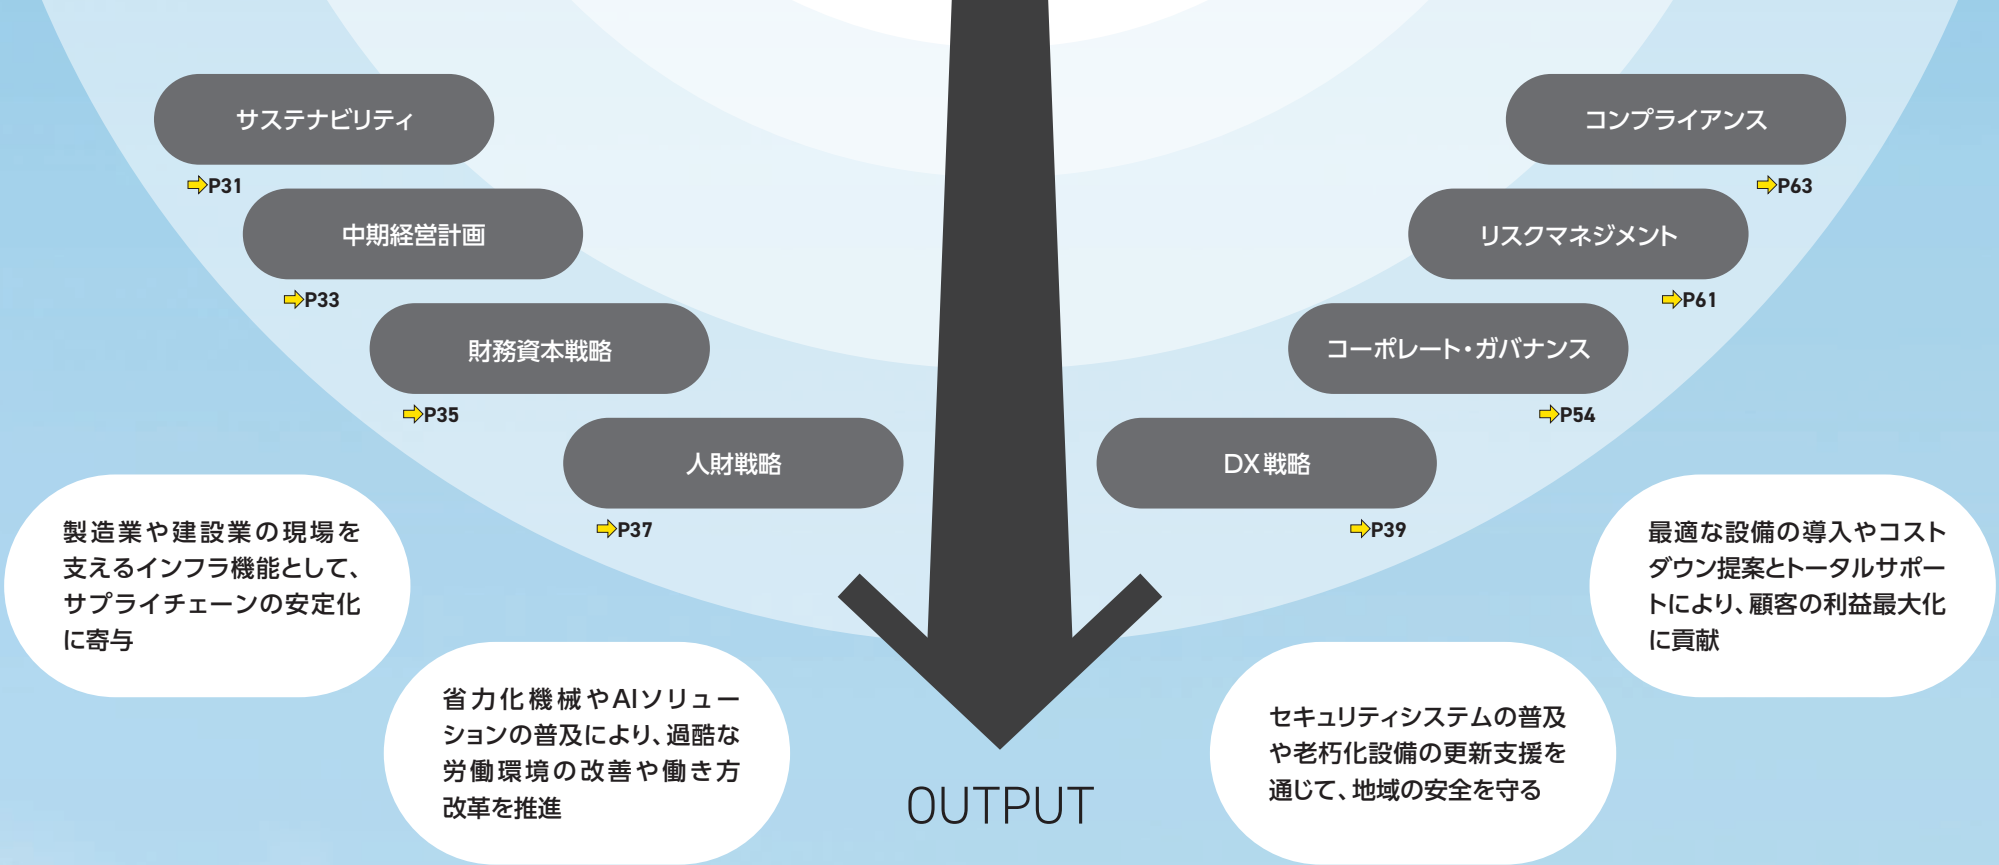 サステナビリティ
P31
中期経営計画
P33
財務資本戦略
P35
人財戦略
P37
コンプライアンス
P63
リスクマネジメント
P61
コーポレート・ガバナンス
P54
DX戦略
P39
製造業や建設業の現場を
支えるインフラ機能として、
サプライチェーンの安定化
に寄与
省力化機械やAIソリュー
ションの普及により、過酷な
労働環境の改善や働き方
改革を推進
OUTPUT
セキュリティシステムの普及
や老朽化設備の更新支援を
通じて、地域の安全を守る
最適な設備の導入やコスト
ダウン提案とトータルサポー
トにより、顧客の利益最大化
に貢献